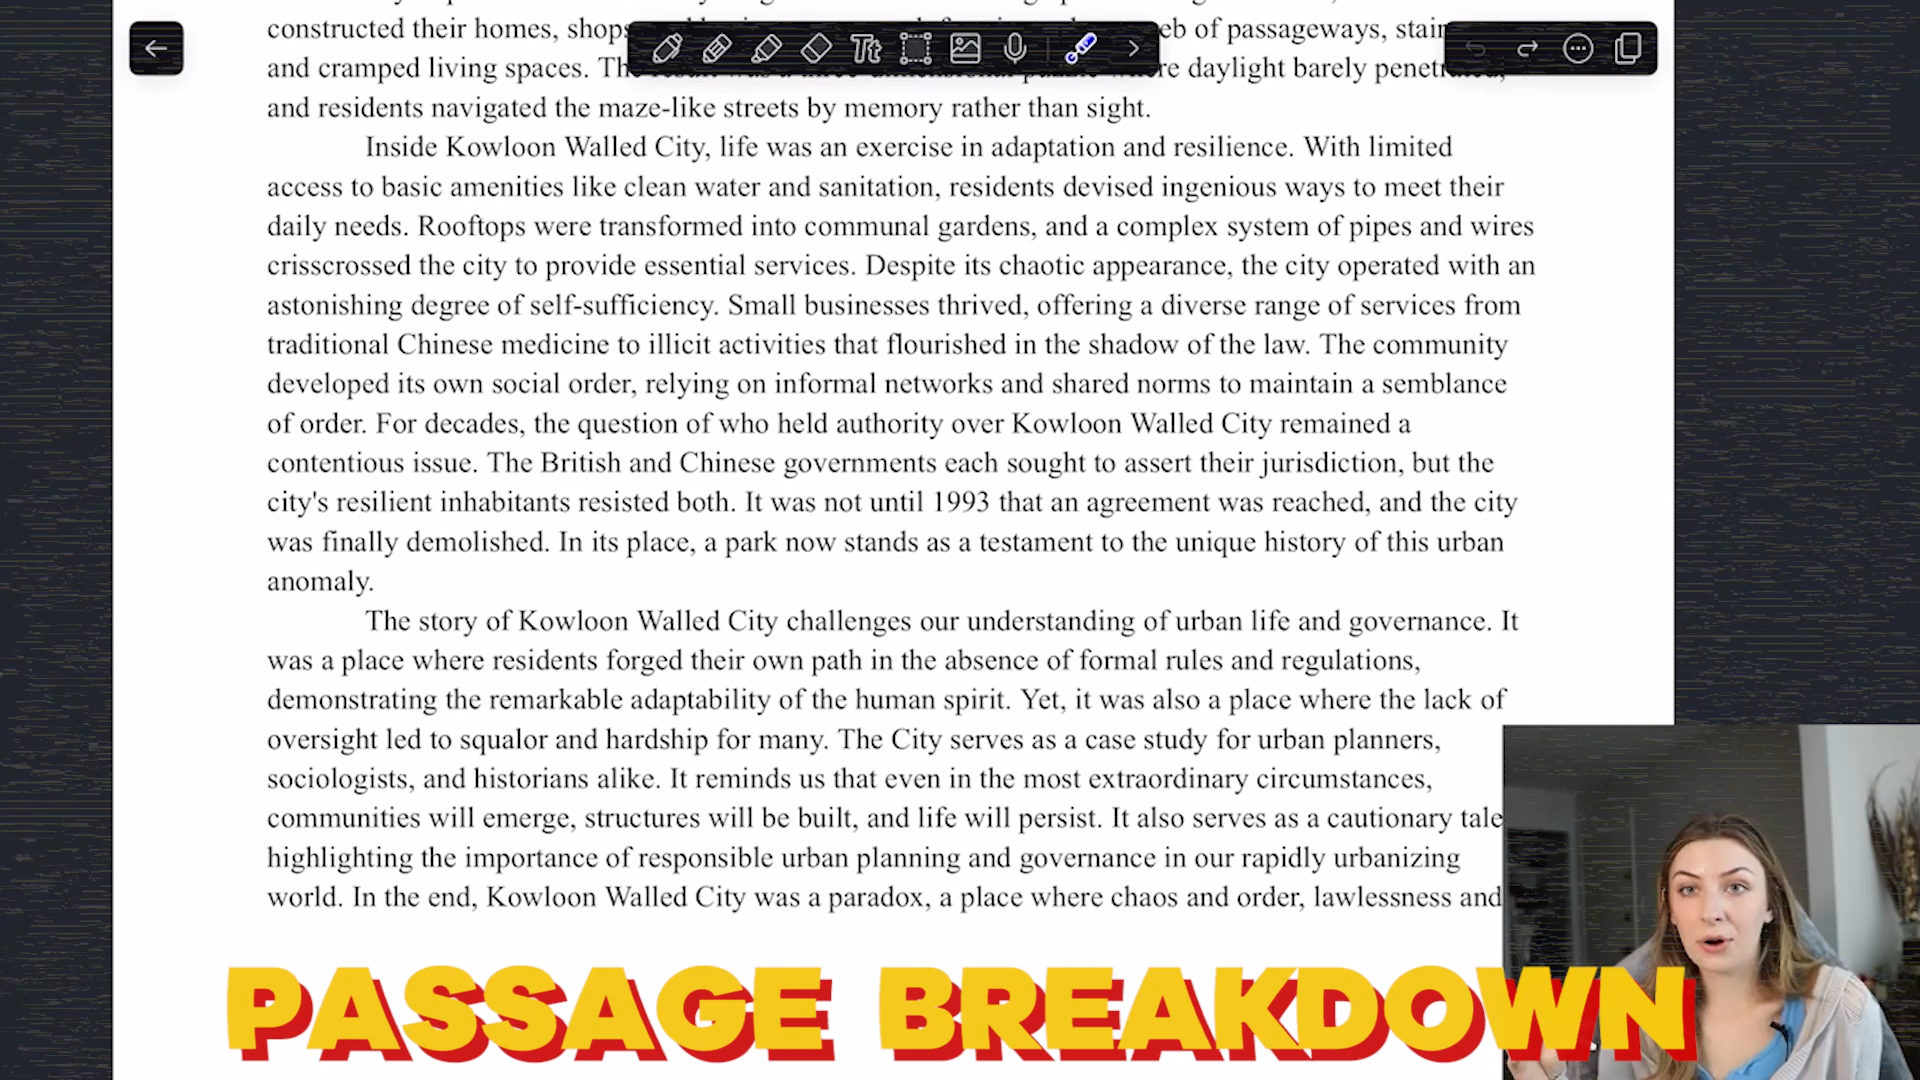 constructed their homes, shops eb of passageways, stair
and cramped living spaces. The daylight barely
and residents navigated the maze-like streets by memory rather than sight.
Inside Kowloon Walled City, life was an exercise in adaptation and resilience. With limited
access to basic amenities like clean water and sanitation, residents devised ingenious ways to meet their
daily needs. Rooftops were transformed into communal gardens, and a complex system of pipes and wires
crisscrossed the city to provide essential services. Despite its chaotic appearance, the city operated with an
astonishing degree of self-sufficiency. Small businesses thrived, offering a diverse range of services from
traditional Chinese medicine to illicit activities that flourished in the shadow of the law. The community
developed its own social order, relying on informal networks and shared norms to maintain a semblance
of order. For decades, the question of who held authority over Kowloon Walled City remained a
contentious issue. The British and Chinese governments each sought to assert their jurisdiction, but the
city's resilient inhabitants resisted both. It was not until 1993 that an agreement was reached, and the city
was finally demolished. In its place, a park now stands as a testament to the unique history of this urban
anomaly.
The story of Kowloon Walled City challenges our understanding of urban life and governance. It
was a place where residents forged their own path in the absence of formal rules and regulations,
demonstrating the remarkable adaptability of the human spirit. Yet, it was also a place where the lack of
oversight led to squalor and hardship for many. The City serves as a case study for urban planners,
sociologists, and historians alike. It reminds us that even in the most extraordinary circumstances,
communities will emerge, structures will be built, and life will persist. It also serves as a cautionary tale
highlighting the importance of responsible urban planning and governance in our rapidly urbanizing
world. In the end, Kowloon Walled City was a paradox, a place where chaos and order, lawlessness and
PASSAGE BREAKDOWN